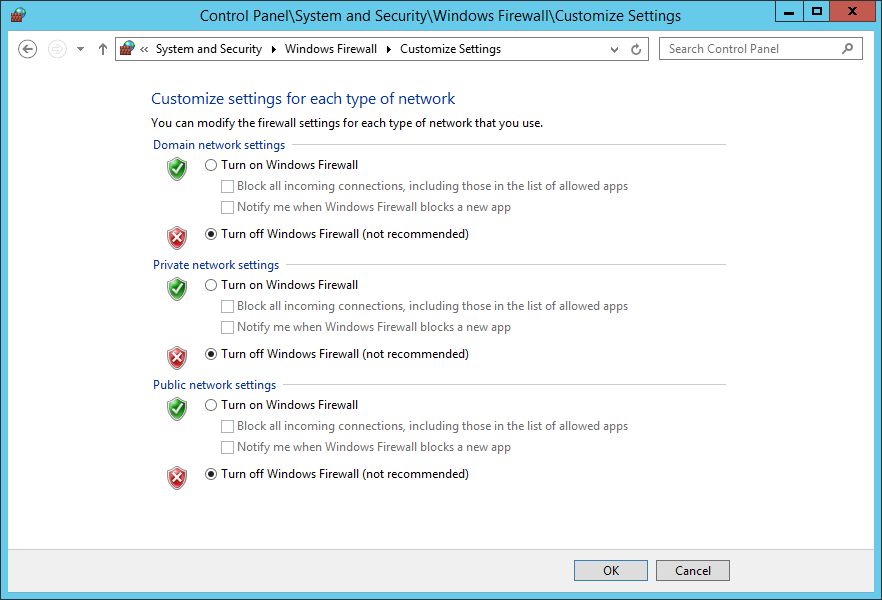 Control Panel\System and Security\Windows Firewall\Customize Settings
« System and Security Windows Firewall Customize Settings Search Control Panel
Customize settings for each type of network
You can modify the firewall settings for each type of network that you use.
Domain network settings
Turn on Windows Firewall
Block all incoming connections, including those in the list of allowed apps
Notify me when Windows Firewall blocks a new app
Turn off Windows Firewall (not recommended)
Private network settings
Turn on Windows Firewall
Block all incoming connections, including those in the list of allowed apps
Notify me when Windows Firewall blocks a new app
Turn off Windows Firewall (not recommended)
Public network settings
Turn on Windows Firewall
Block all incoming connections, including those in the list of allowed apps
Notify me when Windows Firewall blocks a new app
Turn off Windows Firewall (not recommended)
OK Cancel